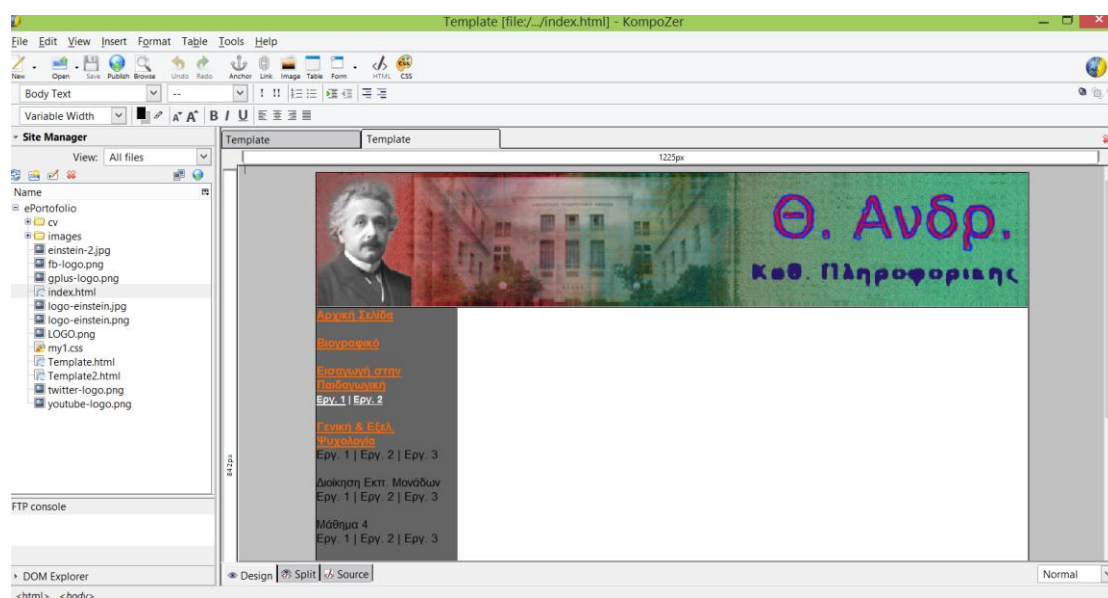 Template [file:/.../index.html] - KompoZer
File Edit View Insert Format Table Tools Help
New Open Save Publish Browse Undo Redo Anchor Link Image Table Form HTML CSS
Body Text --
Variable Width B I U
Site Manager
View: All files
Name
ePortofolio
cv
images
einstein-2.jpg
fb-logo.png
gplus-logo.png
index.html
logo-einstein.jpg
logo-einstein.png
LOGO.png
my1.css
Template.html
Template2.html
twitter-logo.png
youtube-logo.png
FTP console
DOM Explorer
<html> <body>
Template Template
1225px
842px
Θ. Ανδρ.
Καθ. Πληροφορικης
Αρχική Σελίδα
Βιογραφικό
Εισαγωγή στην
Παιδαγωγική
Εργ. 1 | Εργ. 2
Γενική & Εξελ.
Ψυχολογία
Εργ. 1 | Εργ. 2 | Εργ. 3
Διοίκηση Εκπ. Μονάδων
Εργ. 1 | Εργ. 2 | Εργ. 3
Μάθημα 4
Εργ. 1 | Εργ. 2 | Εργ. 3
Design Split Source
Normal